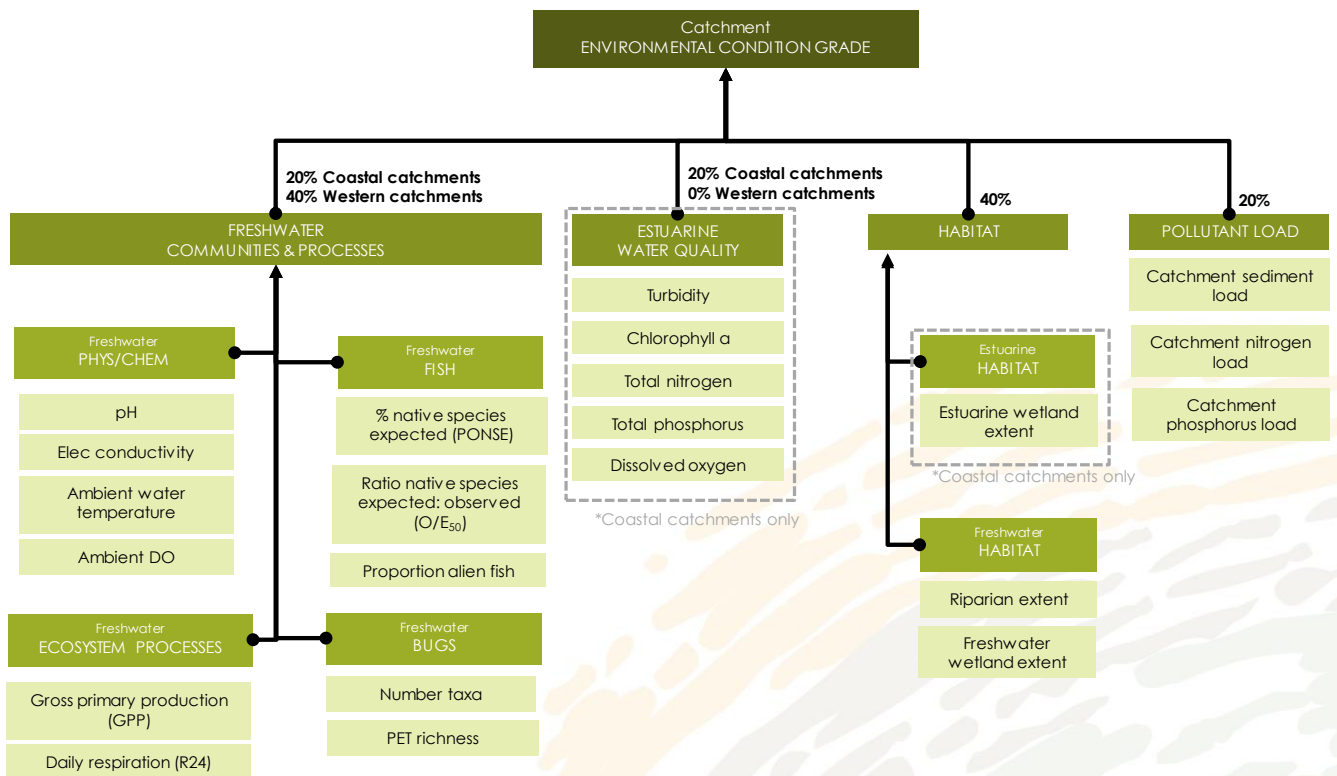 Catchment
ENVIRONMENTAL CONDITION GRADE
20% Coastal catchments
40% Western catchments
20% Coastal catchments
0% Western catchments
40%
20%
FRESHWATER
COMMUNITIES & PROCESSES
ESTUARINE
WATER QUALITY
HABITAT
POLLUTANT LOAD
Freshwater
PHYS/CHEM
pH
Elec conductivity
Ambient water
temperature
Ambient DO
Freshwater
FISH
% native species
expected (PONSE)
Ratio native species
expected: observed
(O/E50)
Proportion alien fish
Freshwater
ECOSYSTEM PROCESSES
Gross primary production
(GPP)
Daily respiration (R24)
Freshwater
BUGS
Number taxa
PET richness
Turbidity
Chlorophyll a
Total nitrogen
Total phosphorus
Dissolved oxygen
*Coastal catchments only
Estuarine
HABITAT
Estuarine wetland
extent
*Coastal catchments only
Freshwater
HABITAT
Riparian extent
Freshwater
wetland extent
Catchment sediment
load
Catchment nitrogen
load
Catchment
phosphorus load